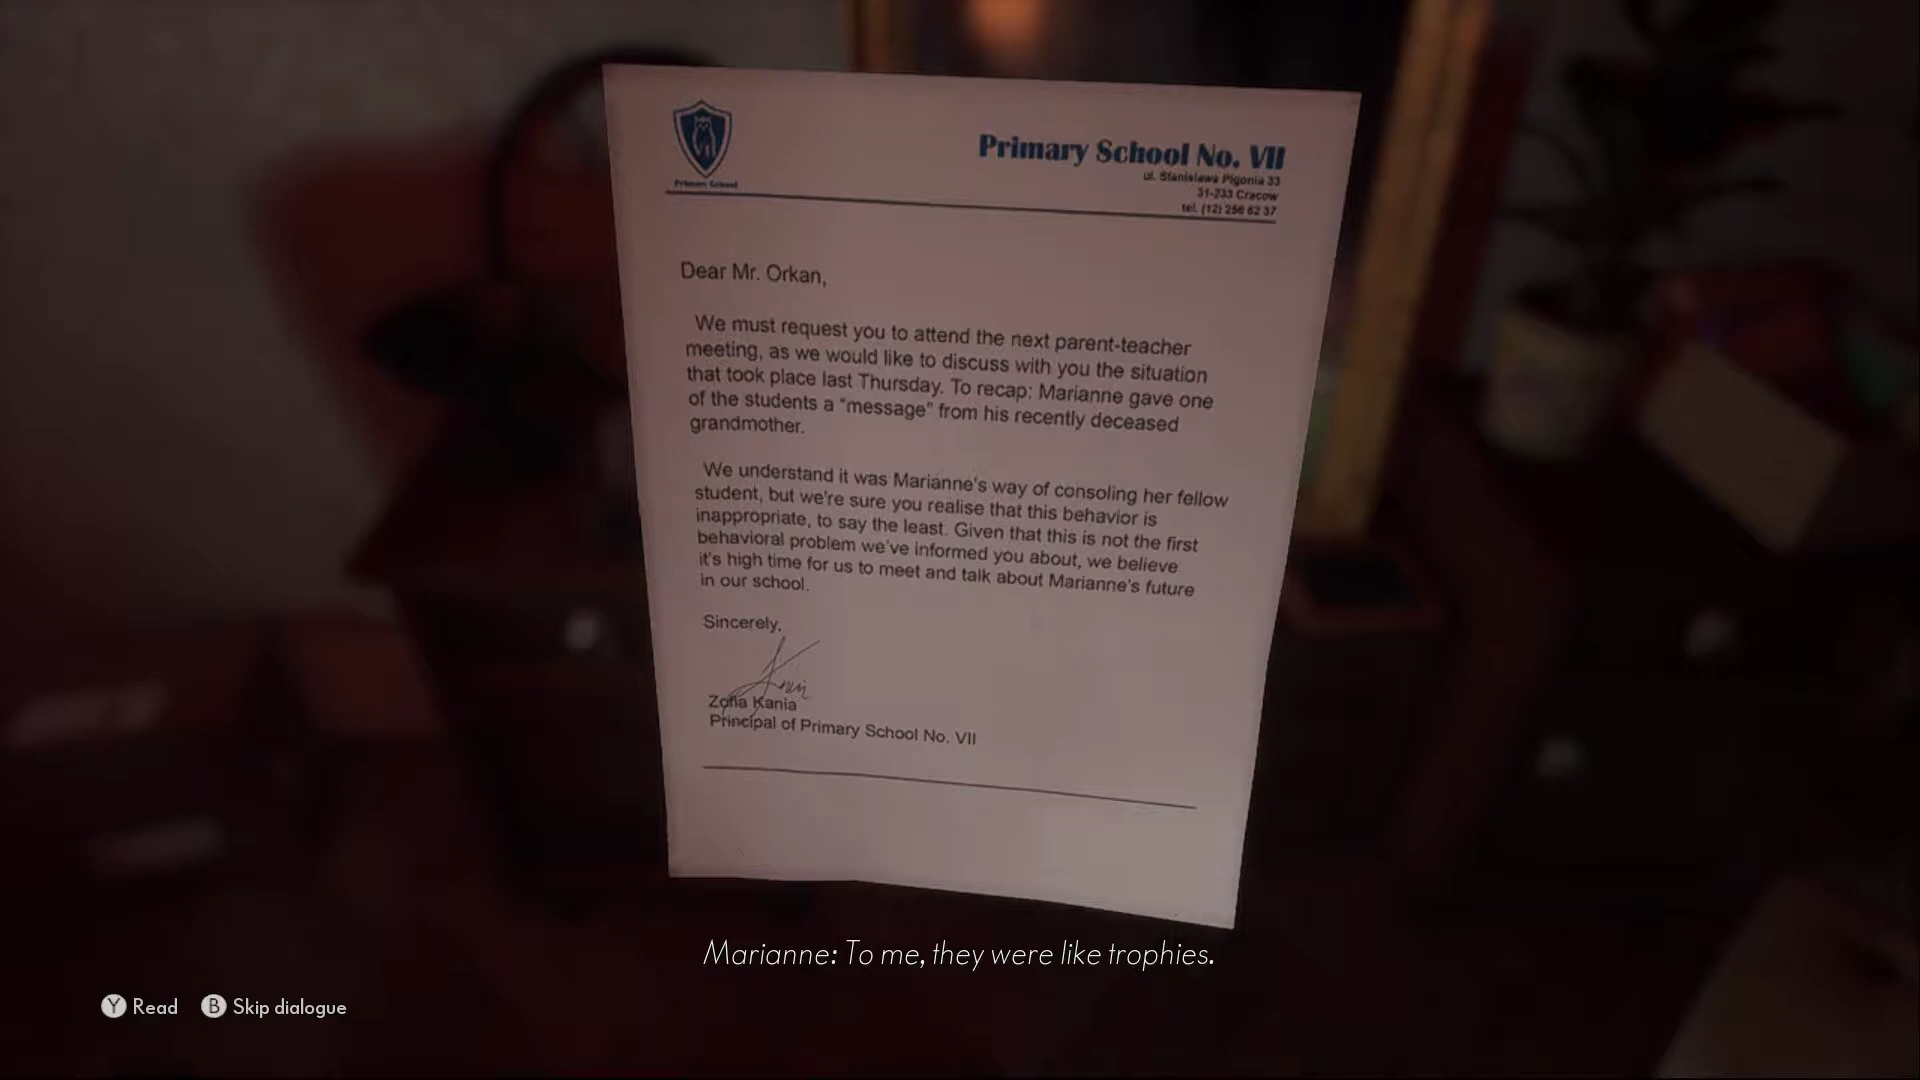 Primary School
Primary School No. VII
ul. Stanislawa Pigonia 33
31-233 Cracow
tel. (12) 256 62 37
Dear Mr. Orkan,
We must request you to attend the next parent-teacher
meeting, as we would like to discuss with you the situation
that took place last Thursday. To recap: Marianne gave one
of the students a “message” from his recently deceased
grandmother.
We understand it was Marianne's way of consoling her fellow
student, but we're sure you realise that this behavior is
inappropriate, to say the least. Given that this is not the first
behavioral problem we've informed you about, we believe
it's high time for us to meet and talk about Marianne's future
in our school.
Sincerely,
Zofia Kania
Principal of Primary School No. VII
Marianne: To me, they were like trophies.
Y Read B Skip dialogue